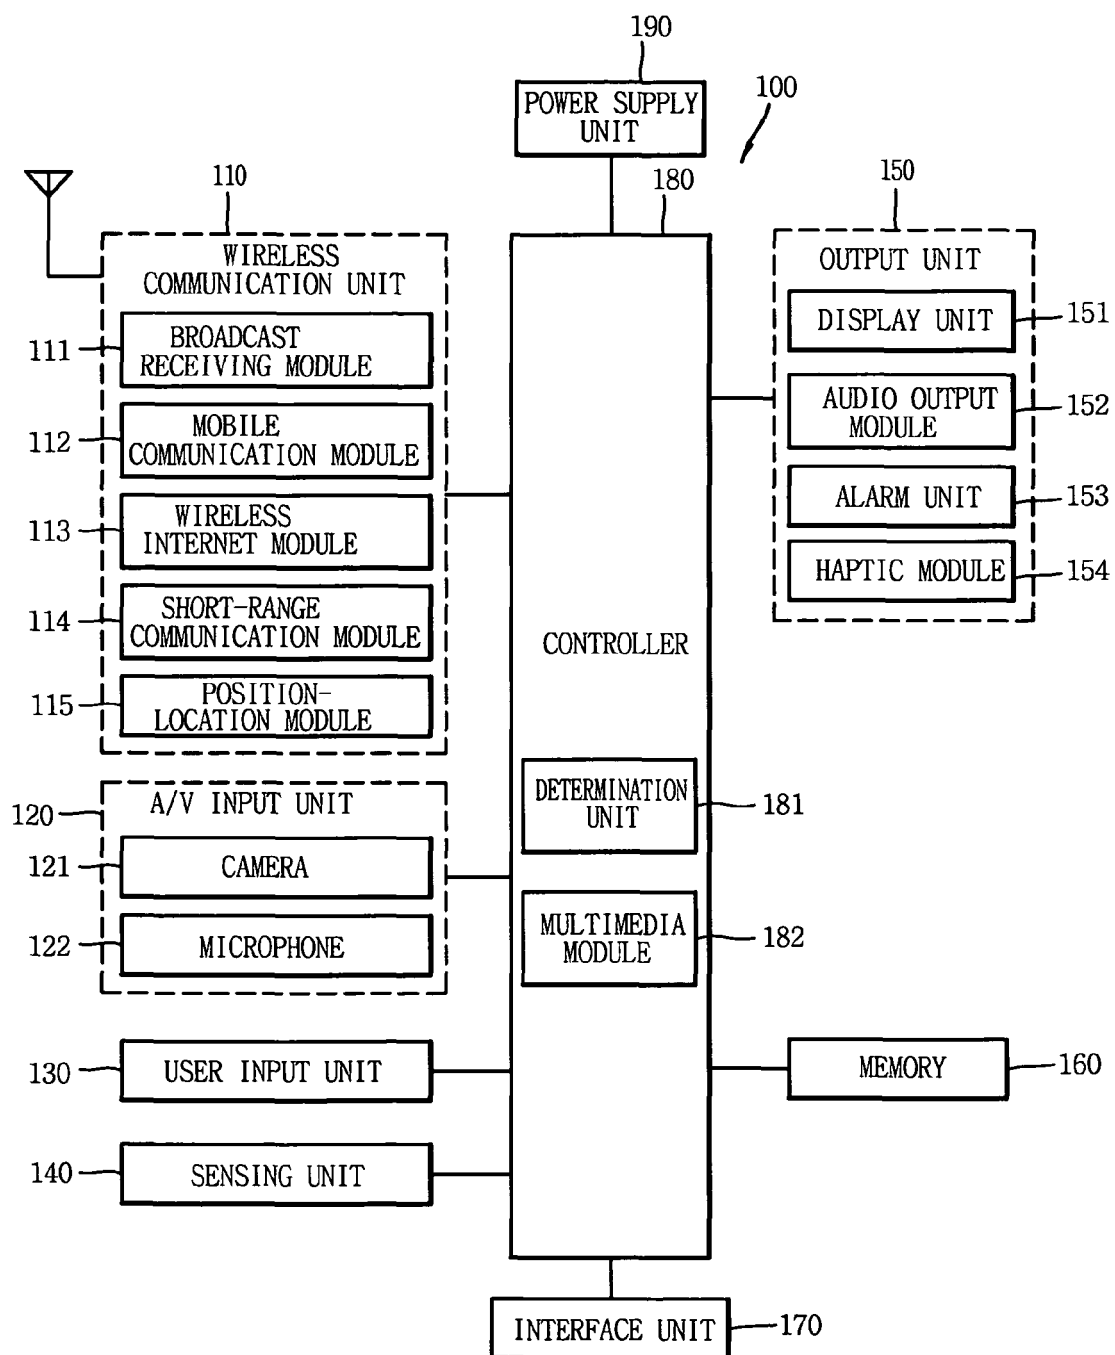 190
POWER SUPPLY
UNIT
100
110
180
150
WIRELESS
COMMUNICATION UNIT
111
BROADCAST
RECEIVING MODULE
112
MOBILE
COMMUNICATION MODULE
113
WIRELESS
INTERNET MODULE
114
SHORT-RANGE
COMMUNICATION MODULE
115
POSITION-
LOCATION MODULE
120
A/V INPUT UNIT
121
CAMERA
122
MICROPHONE
130
USER INPUT UNIT
140
SENSING UNIT
CONTROLLER
DETERMINATION
UNIT
181
MULTIMEDIA
MODULE
182
OUTPUT UNIT
DISPLAY UNIT
151
AUDIO OUTPUT
MODULE
152
ALARM UNIT
153
HAPTIC MODULE
154
MEMORY
160
INTERFACE UNIT
170